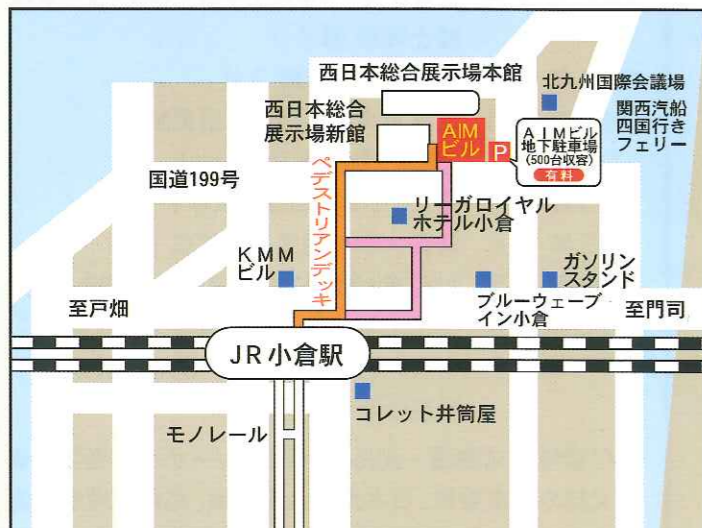 西日本総合展示場本館
北九州国際会議場
西日本総合
展示場新館
AIM
ビル
P
AIMビル
地下駐車場
(500台収容)
有料
関西汽船
四国行き
フェリー
国道199号
ペデストリアンデッキ
リーガロイヤル
ホテル小倉
KMM
ビル
ガソリン
スタンド
ブルーウェーブ
イン小倉
至戸畑
至門司
JR小倉駅
コレット井筒屋
モノレール